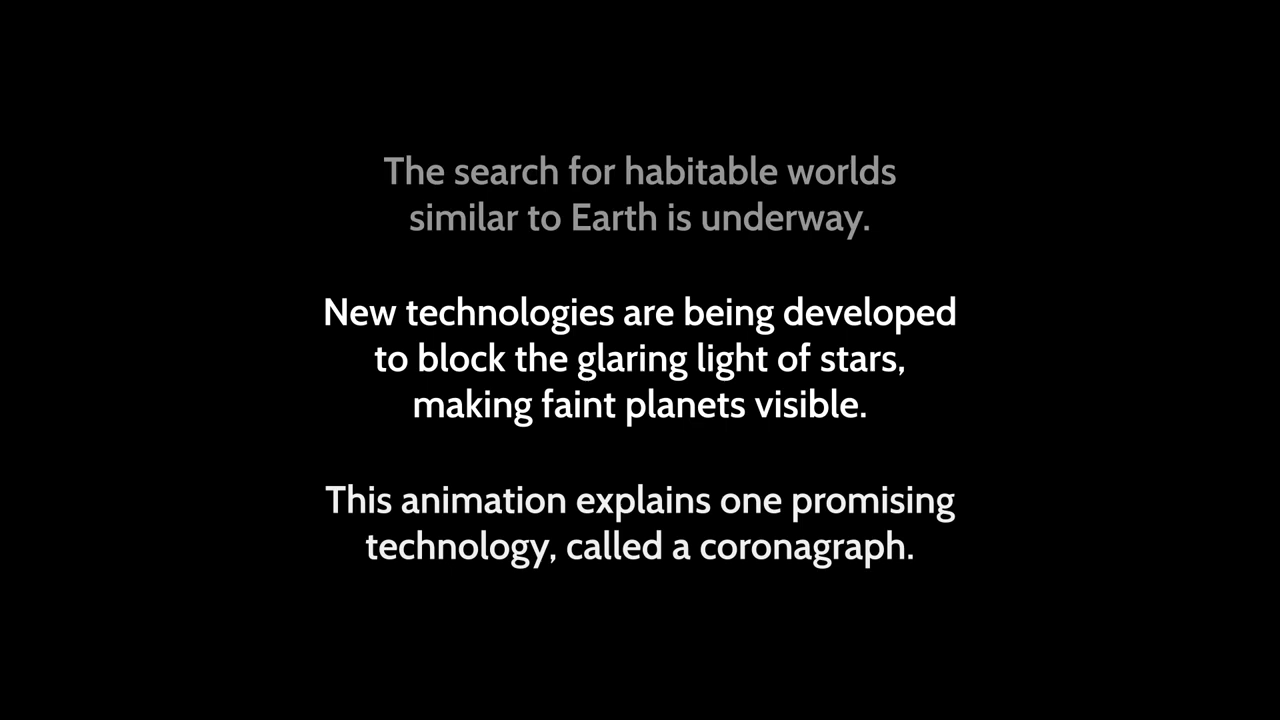 The search for habitable worlds
similar to Earth is underway.
New technologies are being developed
to block the glaring light of stars,
making faint planets visible.
This animation explains one promising
technology, called a coronagraph.